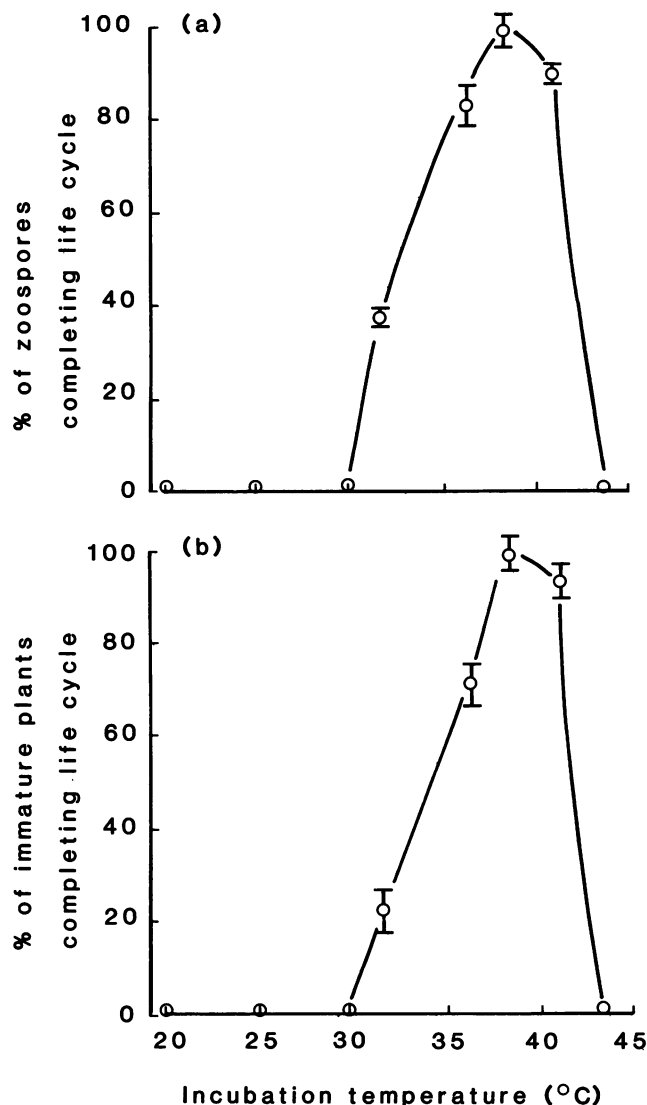 (a)
100
80
60
40
20
0
% of zoospores
completing life cycle
(b)
100
80
60
40
20
0
% of immature plants
completing life cycle
20 25 30 35 40 45
Incubation temperature (°C)